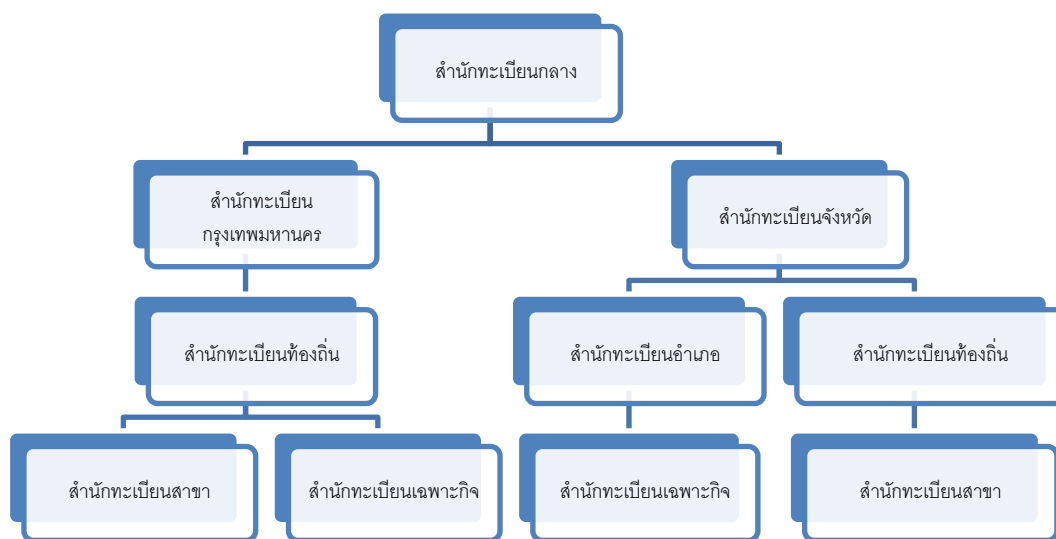 สำนักทะเบียนกลาง
สำนักทะเบียน
กรุงเทพมหานคร
สำนักทะเบียนจังหวัด
สำนักทะเบียนท้องถิ่น
สำนักทะเบียนอำเภอ
สำนักทะเบียนท้องถิ่น
สำนักทะเบียนสาขา
สำนักทะเบียนเฉพาะกิจ
สำนักทะเบียนเฉพาะกิจ
สำนักทะเบียนสาขา